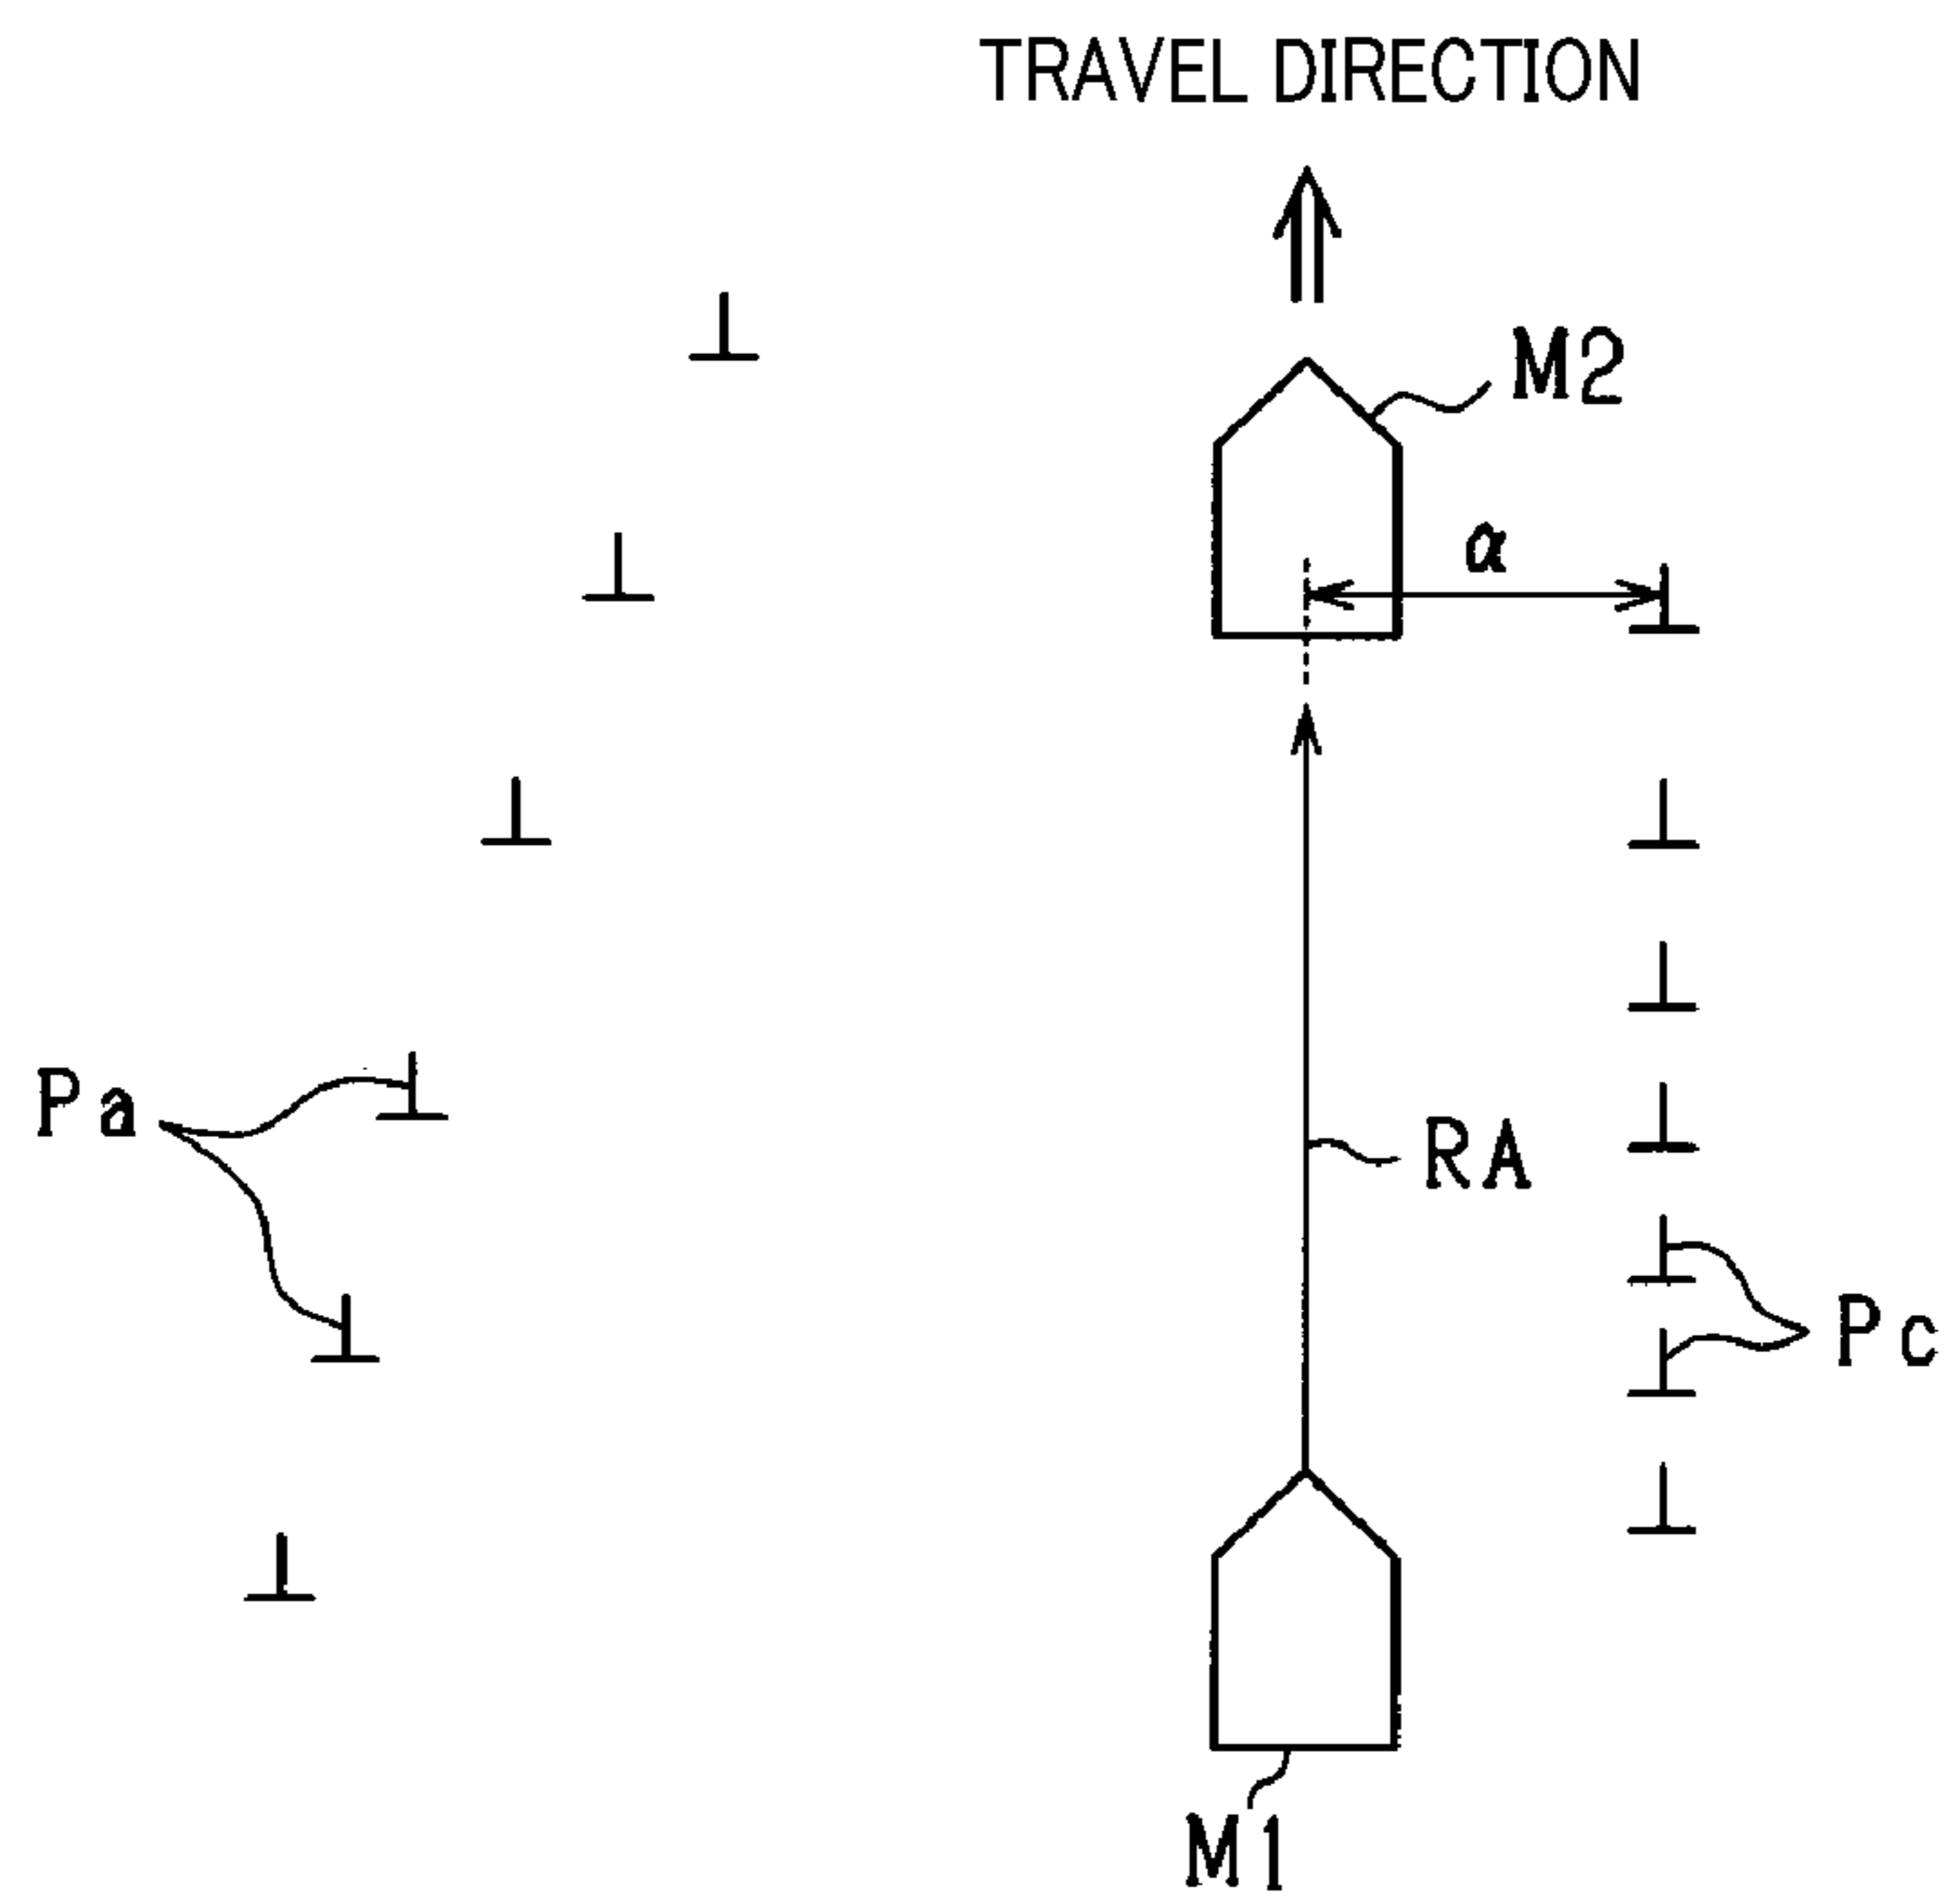 TRAVEL DIRECTION
M2
α
Pa
RA
Pc
M1